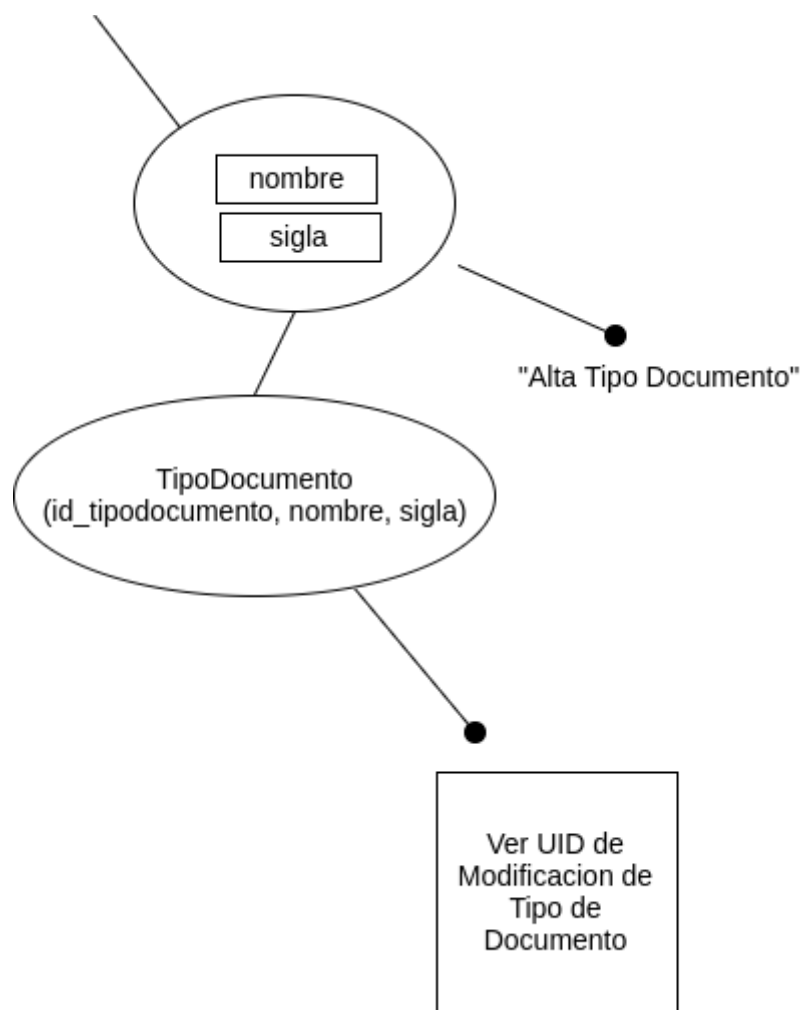 nombre
sigla
"Alta Tipo Documento"
TipoDocumento
(id_tipodocumento, nombre, sigla)
Ver UID de
Modificacion de
Tipo de
Documento